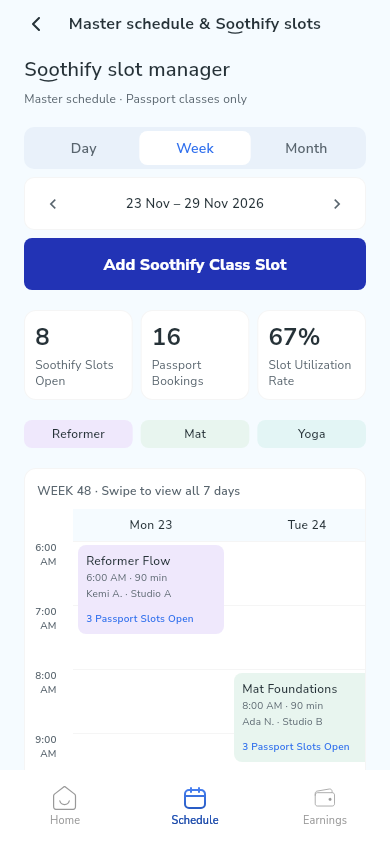 Master schedule & Soothify slots
Soothify slot manager
Master schedule · Passport classes only
Day Week Month
23 Nov – 29 Nov 2026
Add Soothify Class Slot
8
Soothify Slots
Open
16
Passport
Bookings
67%
Slot Utilization
Rate
Reformer Mat Yoga
WEEK 48 · Swipe to view all 7 days
Mon 23 Tue 24
6:00
AM
Reformer Flow
6:00 AM · 90 min
Kemi A. · Studio A
3 Passport Slots Open
7:00
AM
8:00
AM
Mat Foundations
8:00 AM · 90 min
Ada N. · Studio B
3 Passport Slots Open
9:00
AM
Home Schedule Earnings